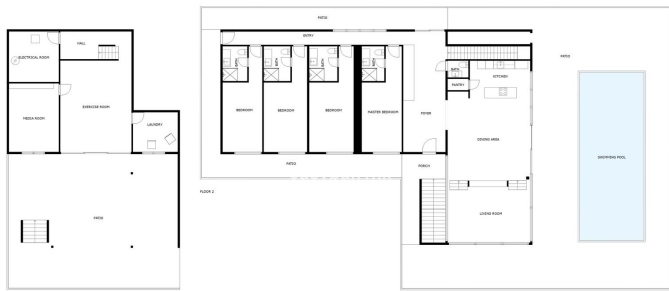 PATIO
ENTRY
HALL
ELECTRICAL ROOM
BATH
BATH
BATH
BATH
BATH
KITCHEN
PATIO
PANTRY
MEDIA ROOM
EXERCISE ROOM
BEDROOM
BEDROOM
BEDROOM
MASTER BEDROOM
FOYER
LAUNDRY
DINING AREA
SWIMMING POOL
PATIO
PORCH
FLOOR 2
LIVING ROOM
PATIO